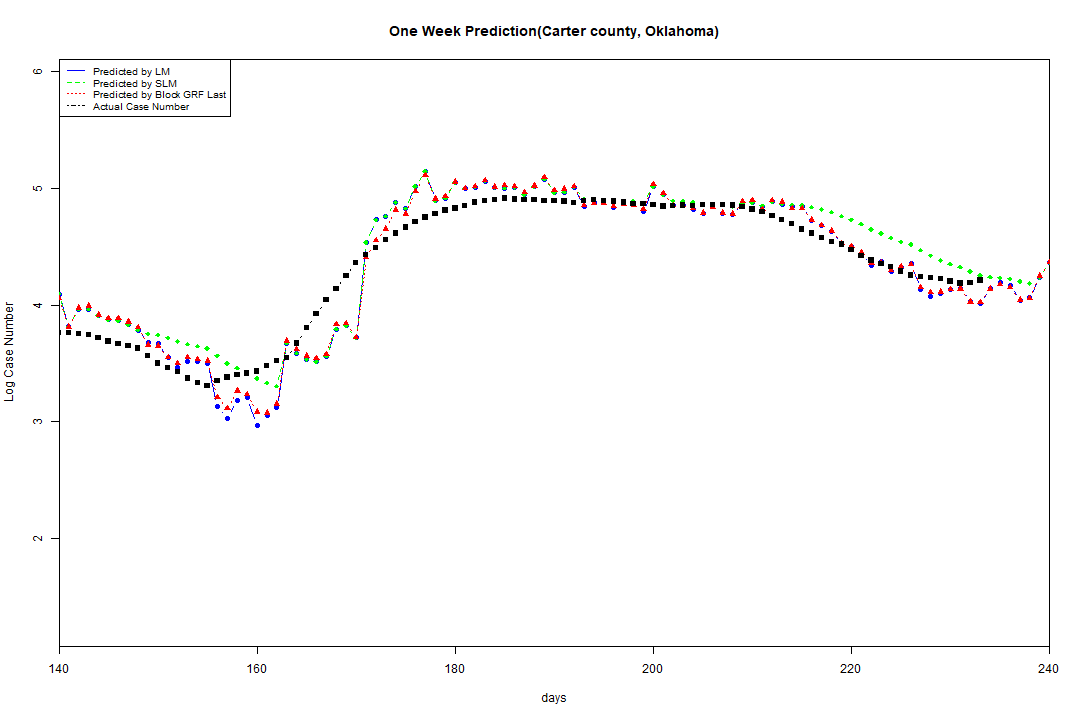 One Week Prediction(Carter county, Oklahoma)
Predicted by LM
Predicted by SLM
Predicted by Block GRF Last
Actual Case Number
6
5
4
3
2
Log Case Number
140 160 180 200 220 240
days